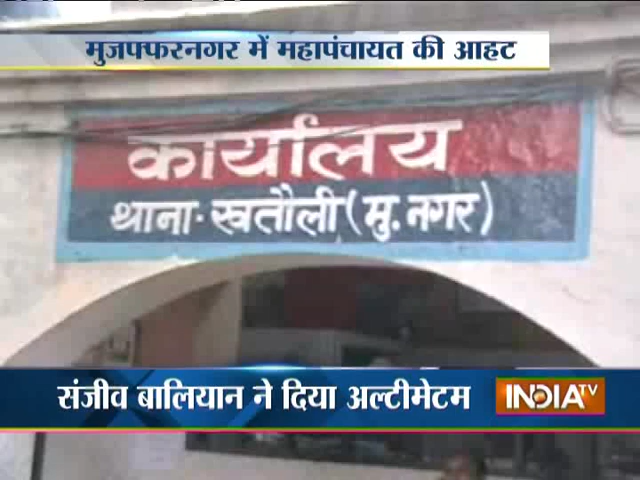 मुजफ्फरनगर में महापंचायत की आहट
कार्यालय
थाना-खतौली (मु. नगर)
संजीव बालियान ने दिया अल्टीमेटम
INDIA TV